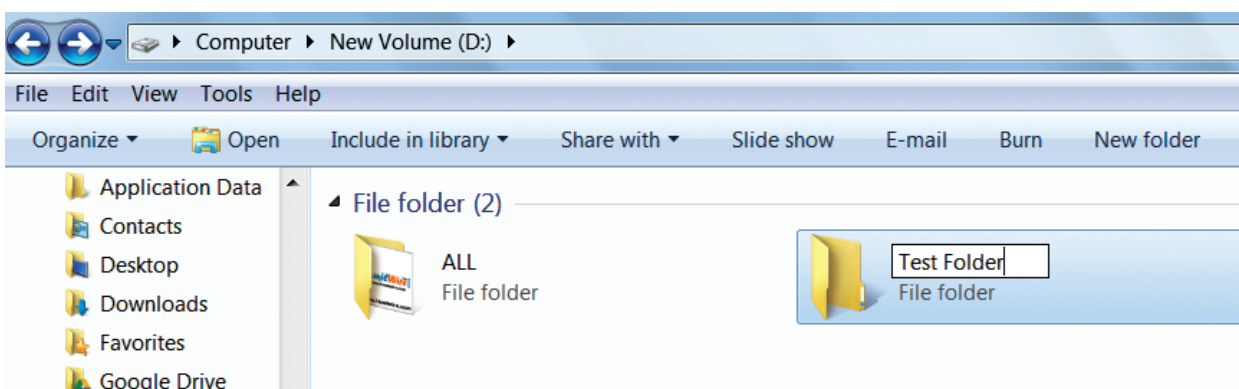 Computer New Volume (D:)
File Edit View Tools Help
Organize Open Include in library Share with Slide show E-mail Burn New folder
Application Data
Contacts
Desktop
Downloads
Favorites
Google Drive
File folder (2)
ALL
File folder
Test Folder
File folder